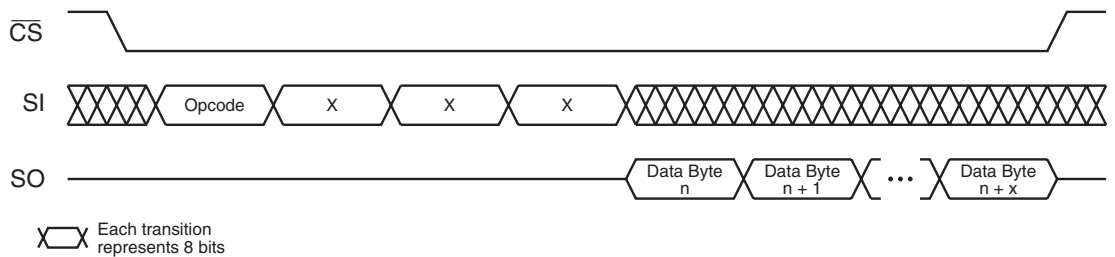 CS
SI
Opcode X X X
SO
Data Byte n
Data Byte n + 1
•••
Data Byte n + x
Each transition
represents 8 bits